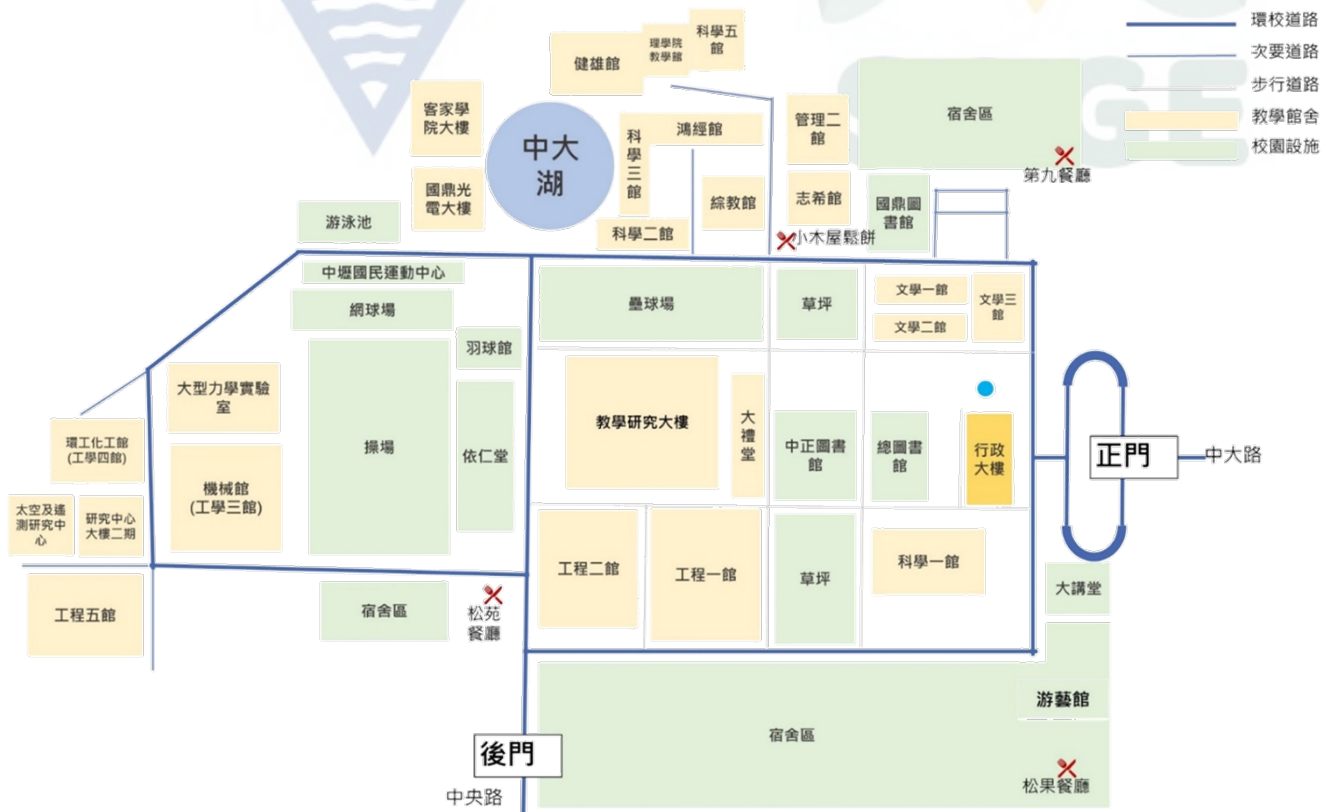 環校道路
次要道路
步行道路
教學館舍
校園設施
科學五
館
理學院
教學館
健雄館
客家學
院大樓
中大
湖
科
學
三
館
鴻經館
管理二
館
宿舍區
第九餐廳
國鼎光
電大樓
綜教館
志希館
國鼎圖
書館
游泳池
科學二館
小木屋鬆餅
中壢國民運動中心
網球場
壘球場
草坪
文學一館
文學二館
文學三
館
羽球館
大型力學實驗
室
操場
依仁堂
教學研究大樓
大
禮
堂
中正圖書
館
總圖書
館
行政
大樓
正門
中大路
環工化工館
(工學四館)
機械館
(工學三館)
太空及遙
測研究中
心
研究中心
大樓二期
工程二館
工程一館
草坪
科學一館
大講堂
工程五館
宿舍區
松苑
餐廳
游藝館
宿舍區
後門
松果餐廳
中央路